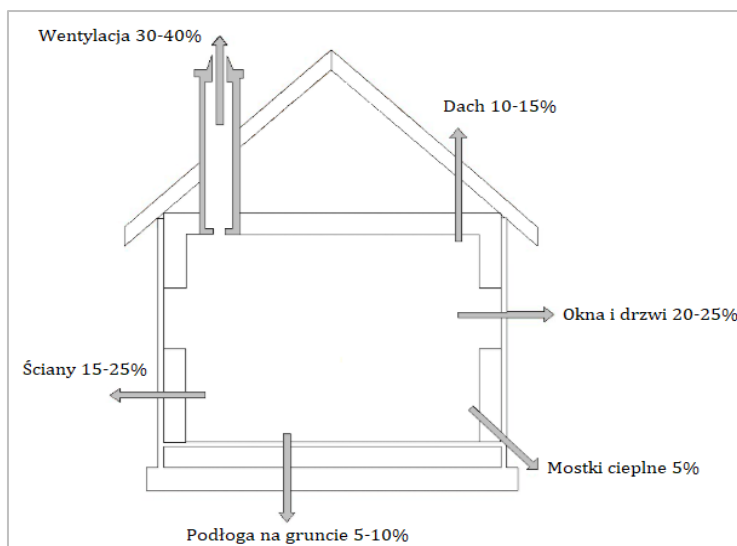 Wentylacja 30-40%
Dach 10-15%
Okna i drzwi 20-25%
Ściany 15-25%
Mostki cieplne 5%
Podłoga na gruncie 5-10%